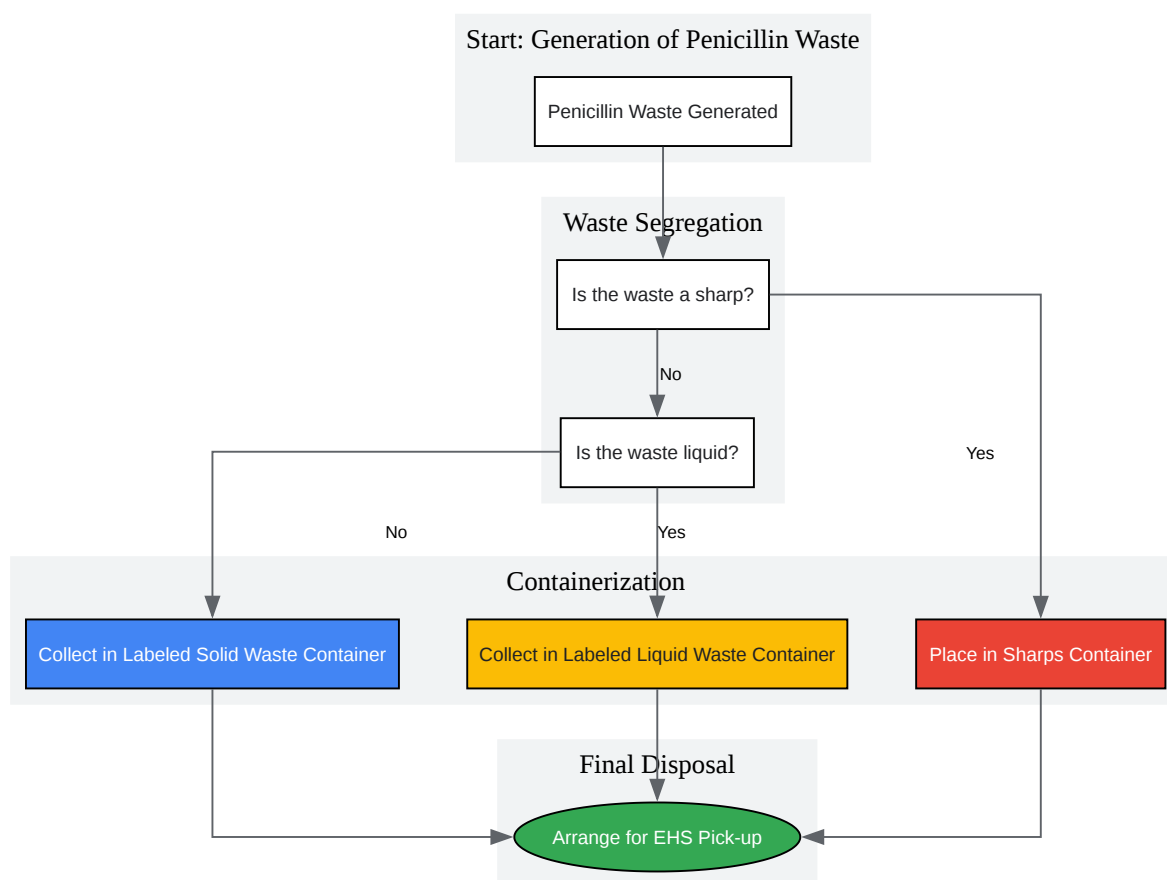 Start: Generation of Penicillin Waste
Penicillin Waste Generated
Waste Segregation
Is the waste a sharp?
No
Is the waste liquid?
Yes
No
Yes
Containerization
Collect in Labeled Solid Waste Container
Collect in Labeled Liquid Waste Container
Place in Sharps Container
Final Disposal
Arrange for EHS Pick-up